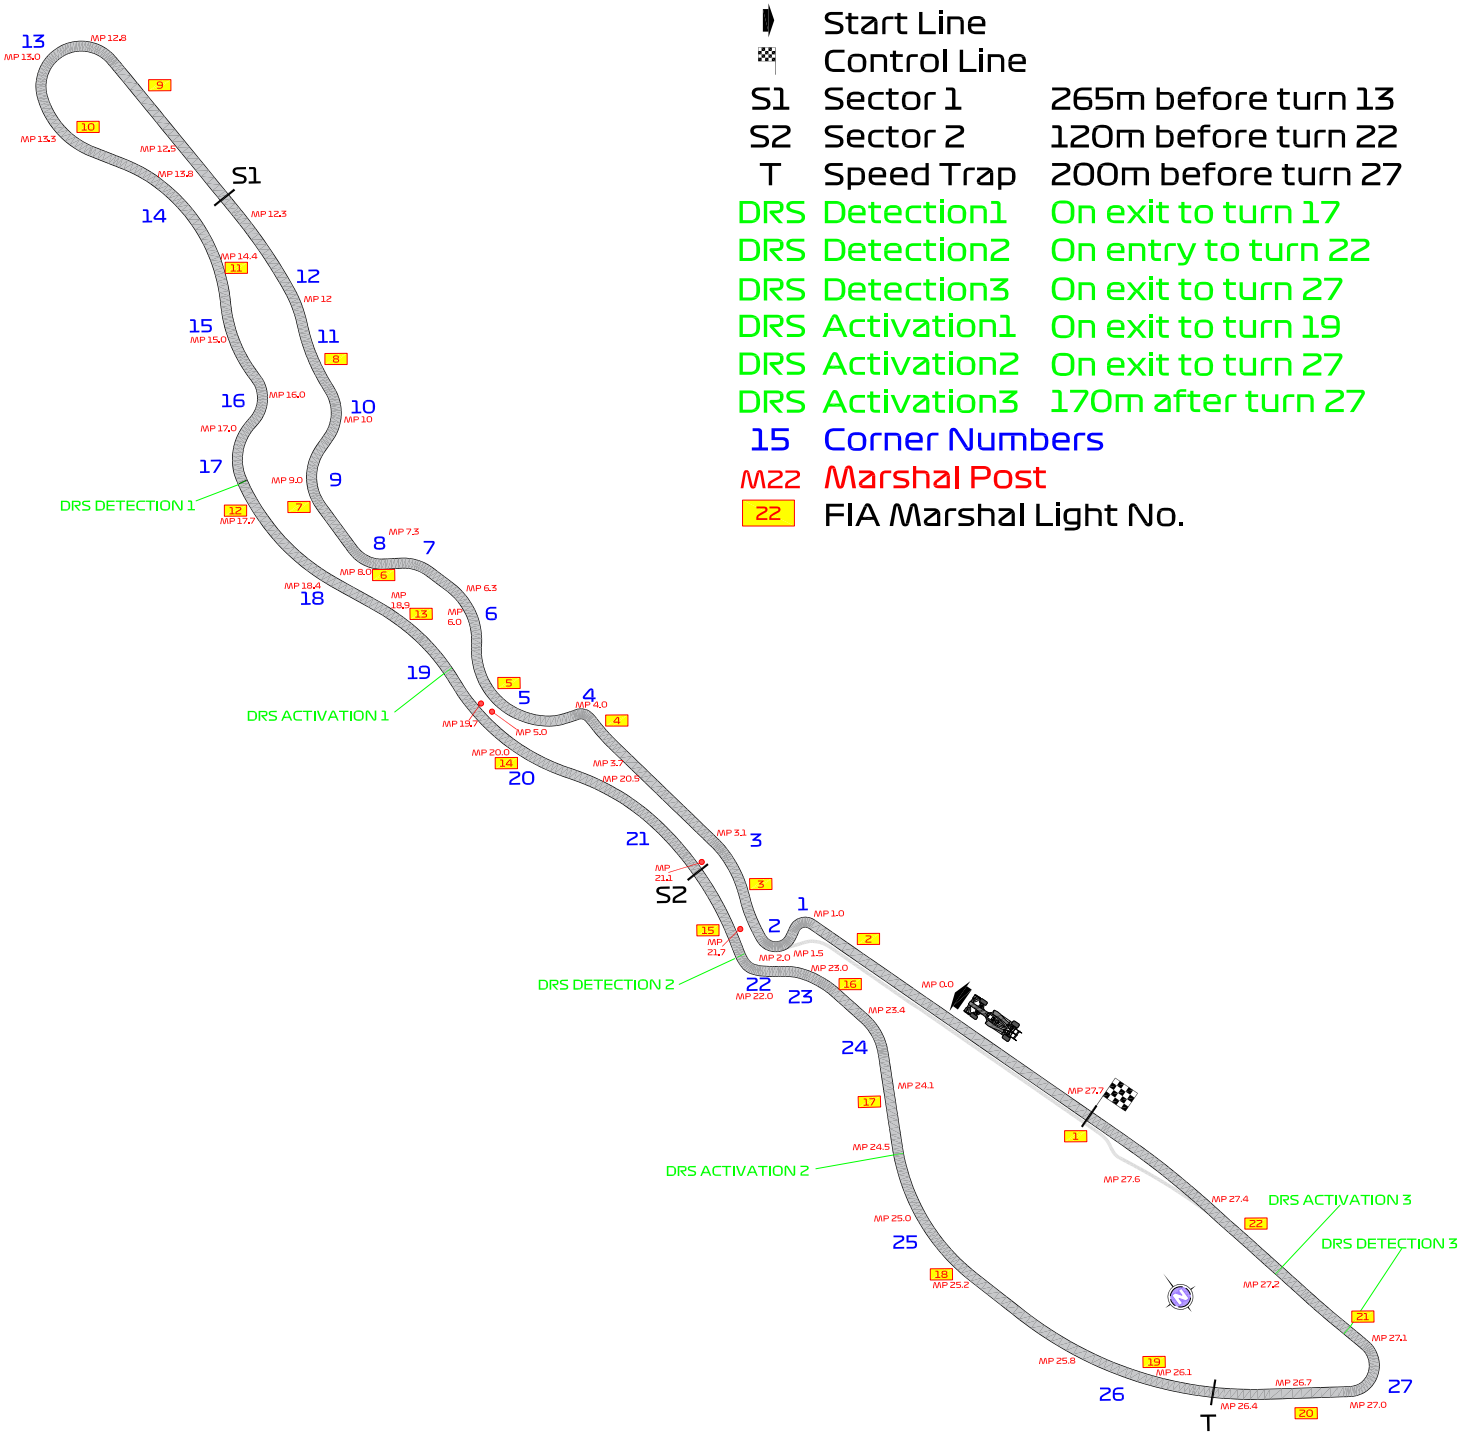 Start Line
Control Line
S1 Sector 1 265m before turn 13
S2 Sector 2 120m before turn 22
T Speed Trap 200m before turn 27
DRS Detection1 On exit to turn 17
DRS Detection2 On entry to turn 22
DRS Detection3 On exit to turn 27
DRS Activation1 On exit to turn 19
DRS Activation2 On exit to turn 27
DRS Activation3 170m after turn 27
15 Corner Numbers
M22 Marshal Post
22 FIA Marshal Light No.
13
MP 12.8
MP 13.0
9
10
MP 13.3
MP 12.5
MP 13.8
S1
14
MP 12.3
MP 14.4
11
12
MP 12
15
MP 15.0
11
8
16
MP 16.0
10
MP 10
MP 17.0
17
MP 9.0
9
DRS DETECTION 1
12
MP 17.7
7
MP 7.3
8
7
MP 8.0
6
MP 18.4
18
MP
18.9
13
MP 6.3
MP
6.0
6
19
5
5
4
MP 4.0
4
DRS ACTIVATION 1
MP 19.7
MP 5.0
MP 20.0
14
20
MP 3.7
MP 20.9
21
MP 3.1
3
MP
21.1
S2
3
1
MP 1.0
15
2
2
MP
21.7
MP 2.0
MP 1.5
MP 23.0
DRS DETECTION 2
22
MP 22.0
23
16
MP 0.0
MP 23.4
24
MP 24.1
17
MP 27.7
1
MP 24.5
DRS ACTIVATION 2
MP 27.6
MP 27.4
DRS ACTIVATION 3
22
MP 25.0
25
DRS DETECTION 3
18
MP 25.2
MP 27.2
N
21
MP 27.1
MP 25.8
19
MP 26.1
26
MP 26.7
27
MP 26.4
MP 27.0
20
T